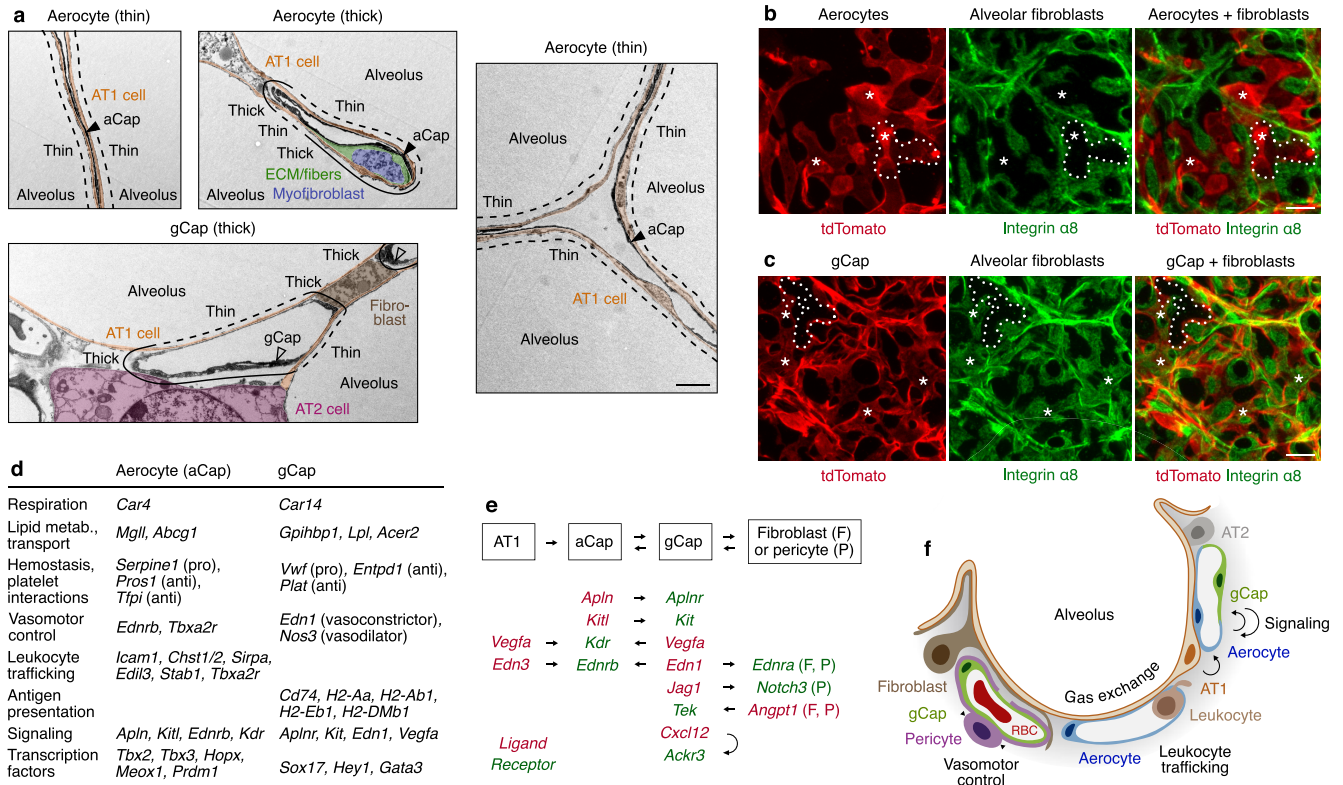 a
Aerocyte (thin)
AT1 cell
aCap
Thin
Thin
Alveolus
Alveolus
Aerocyte (thick)
AT1 cell
Alveolus
Thick
Thin
Thin
aCap
Thick
ECM/fibers
Alveolus
Myofibroblast
Aerocyte (thin)
Alveolus
Thin
Alveolus
Thin
aCap
Thin
AT1 cell
Alveolus
gCap (thick)
Thick
Alveolus
Thick
Thin
Fibro-
blast
AT1 cell
gCap
Thick
Thin
Alveolus
AT2 cell
b
Aerocytes
Alveolar fibroblasts
Aerocytes + fibroblasts
*
*
*
*
*
*
*
*
*
tdTomato
Integrin α8
tdTomato Integrin α8
c
gCap
Alveolar fibroblasts
gCap + fibroblasts
*
*
*
*
*
*
*
*
*
*
*
*
tdTomato
Integrin α8
tdTomato Integrin α8
d
Aerocyte (aCap)
gCap
Respiration
Car4
Car14
Lipid metab.,
transport
Mgll, Abcg1
Gpihbp1, Lpl, Acer2
Hemostasis,
platelet
interactions
Serpine1 (pro),
Pros1 (anti),
Tfpi (anti)
Vwf (pro), Entpd1 (anti),
Plat (anti)
Vasomotor
control
Ednrb, Tbxa2r
Edn1 (vasoconstrictor),
Nos3 (vasodilator)
Leukocyte
trafficking
Icam1, Chst1/2, Sirpa,
Edil3, Stab1, Tbxa2r
Antigen
presentation
Cd74, H2-Aa, H2-Ab1,
H2-Eb1, H2-DMb1
Signaling
Apln, Kitl, Ednrb, Kdr
Aplnr, Kit, Edn1, Vegfa
Transcription
factors
Tbx2, Tbx3, Hopx,
Meox1, Prdm1
Sox17, Hey1, Gata3
e
AT1 → aCap ⇄ gCap ⇄ Fibroblast (F)
or pericyte (P)
Apln → Aplnr
Kitl → Kit
Vegfa → Kdr ← Vegfa
Edn3 → Ednrb ← Edn1 → Ednra (F, P)
Jag1 → Notch3 (P)
Tek ← Angpt1 (F, P)
Cxcl12
Ackr3
Ligand
Receptor
f
AT2
gCap
Alveolus
Signaling
Aerocyte
Gas exchange
AT1
Fibroblast
Leukocyte
gCap
RBC
Pericyte
Aerocyte
Leukocyte
trafficking
Vasomotor
control